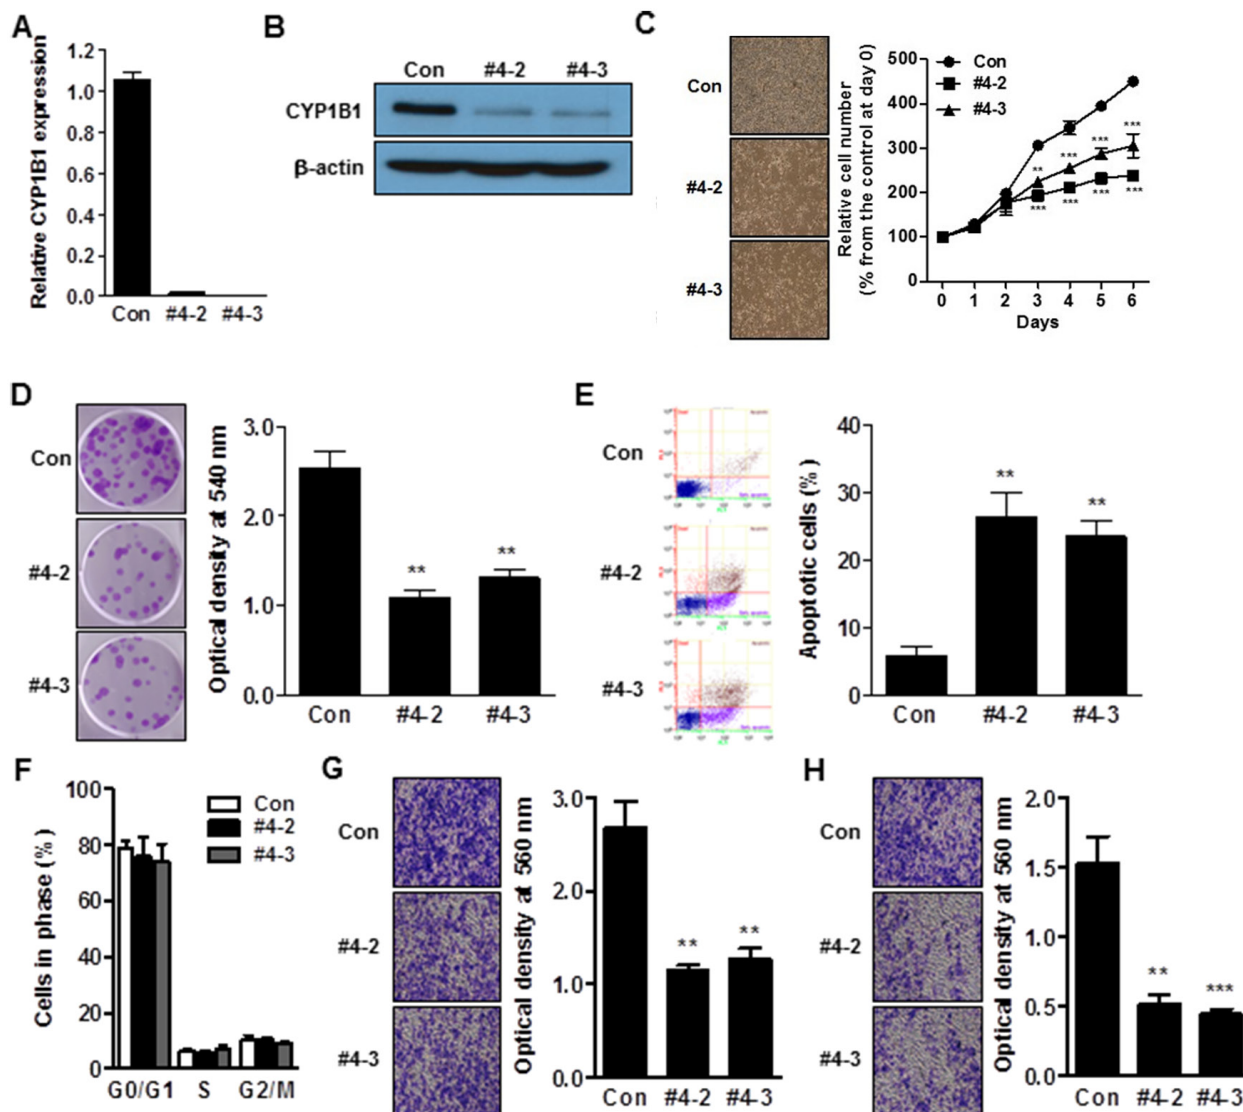 A
Relative CYP1B1 expression
1.2
1.0
0.8
0.6
0.4
0.2
0.0
Con #4-2 #4-3
B
Con #4-2 #4-3
CYP1B1
β-actin
C
Con
#4-2
#4-3
Relative cell number
(% from the control at day 0)
500
400
300
200
100
0
Con
#4-2
#4-3
** *** *** ***
*** *** *** ***
0 1 2 3 4 5 6
Days
D
Con
#4-2
#4-3
Optical density at 540 nm
3.0
2.0
1.0
0.0
** **
Con #4-2 #4-3
E
Con
#4-2
#4-3
Apoptotic cells (%)
40
30
20
10
0
** **
Con #4-2 #4-3
F
Cells in phase (%)
100
80
60
40
20
0
Con
#4-2
#4-3
G0/G1 S G2/M
G
Con
#4-2
#4-3
Optical density at 560 nm
3.0
2.0
1.0
0.0
** **
Con #4-2 #4-3
H
Con
#4-2
#4-3
Optical density at 560 nm
2.0
1.5
1.0
0.5
0.0
** ***
Con #4-2 #4-3